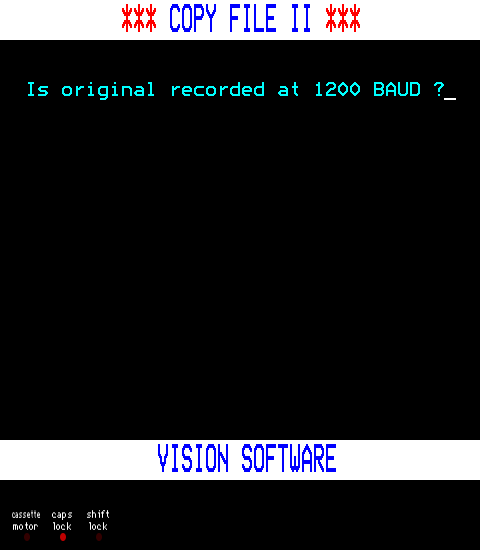 *** COPY FILE II ***
Is original recorded at 1200 BAUD ?_
VISION SOFTWARE
cassette motor
caps lock
shift lock